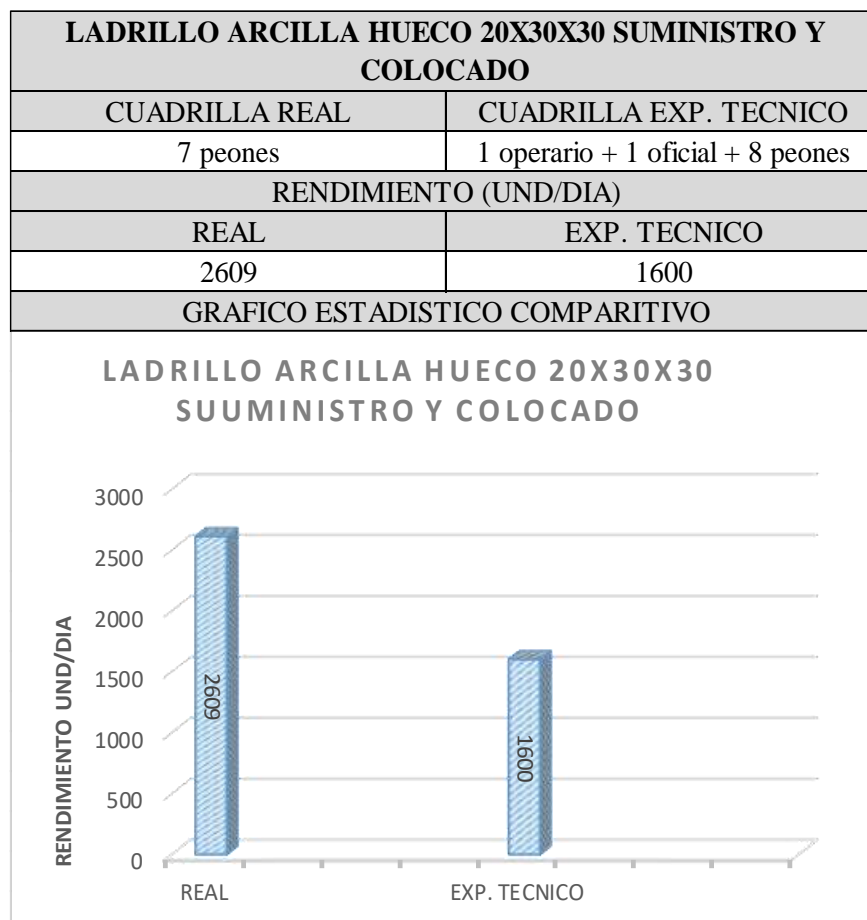 LADRILLO ARCILLA HUECO 20X30X30 SUMINISTRO Y
COLOCADO
CUADRILLA REAL
CUADRILLA EXP. TECNICO
7 peones
1 operario + 1 oficial + 8 peones
RENDIMIENTO (UND/DIA)
REAL
EXP. TECNICO
2609
1600
GRAFICO ESTADISTICO COMPARITIVO
LADRILLO ARCILLA HUECO 20X30X30
SUUMINISTRO Y COLOCADO
RENDIMIENTO UND/DIA
3000
2500
2000
1500
1000
500
0
2609
1600
REAL
EXP. TECNICO